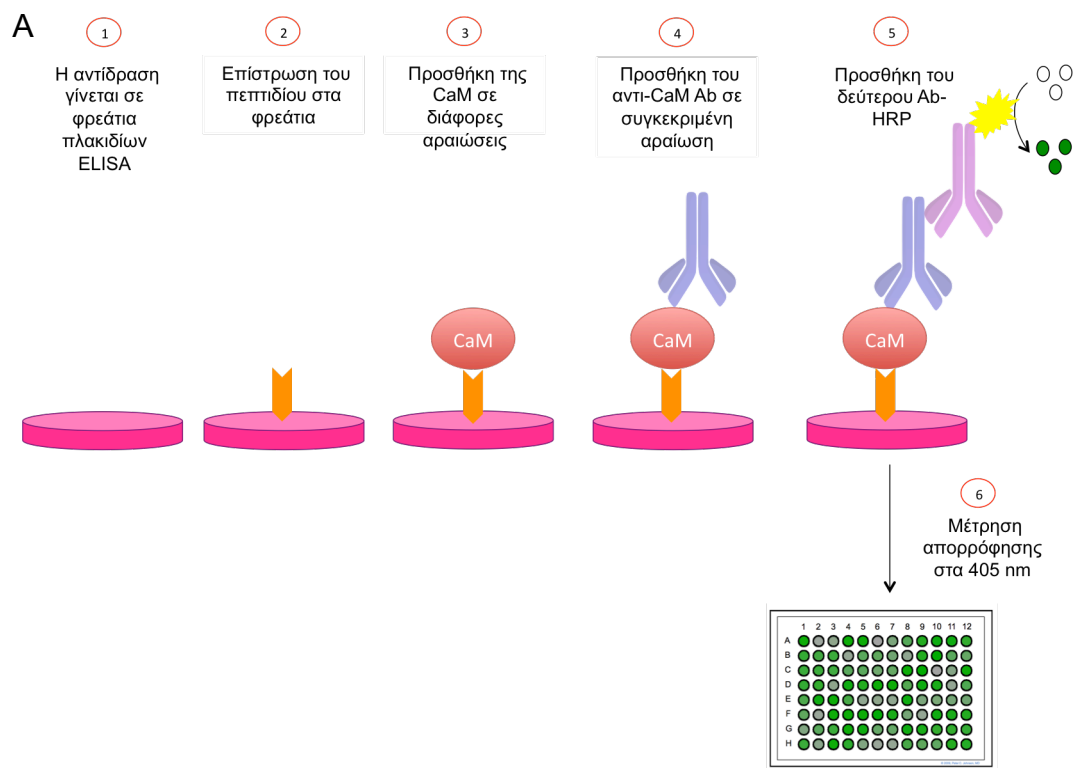 A
1
Η αντίδραση
γίνεται σε
φρεάτια
πλακιδίων
ELISA
2
Επίστρωση του
πεπτιδίου στα
φρεάτια
3
Προσθήκη της
CaM σε
διάφορες
αραιώσεις
4
Προσθήκη του
αντι-CaM Ab σε
συγκεκριμένη
αραίωση
5
Προσθήκη του
δεύτερου Ab-
HRP
CaM
CaM
CaM
6
Μέτρηση
απορρόφησης
στα 405 nm
1 2 3 4 5 6 7 8 9 10 11 12
A
B
C
D
E
F
G
H